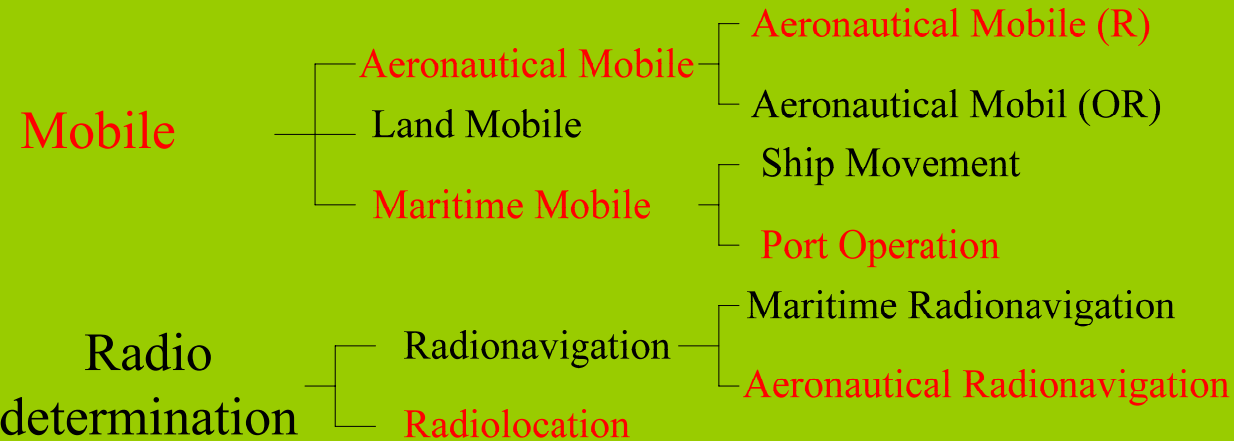 Mobile
Aeronautical Mobile
Aeronautical Mobile (R)
Aeronautical Mobil (OR)
Land Mobile
Maritime Mobile
Ship Movement
Port Operation
Radio
determination
Radionavigation
Maritime Radionavigation
Aeronautical Radionavigation
Radiolocation